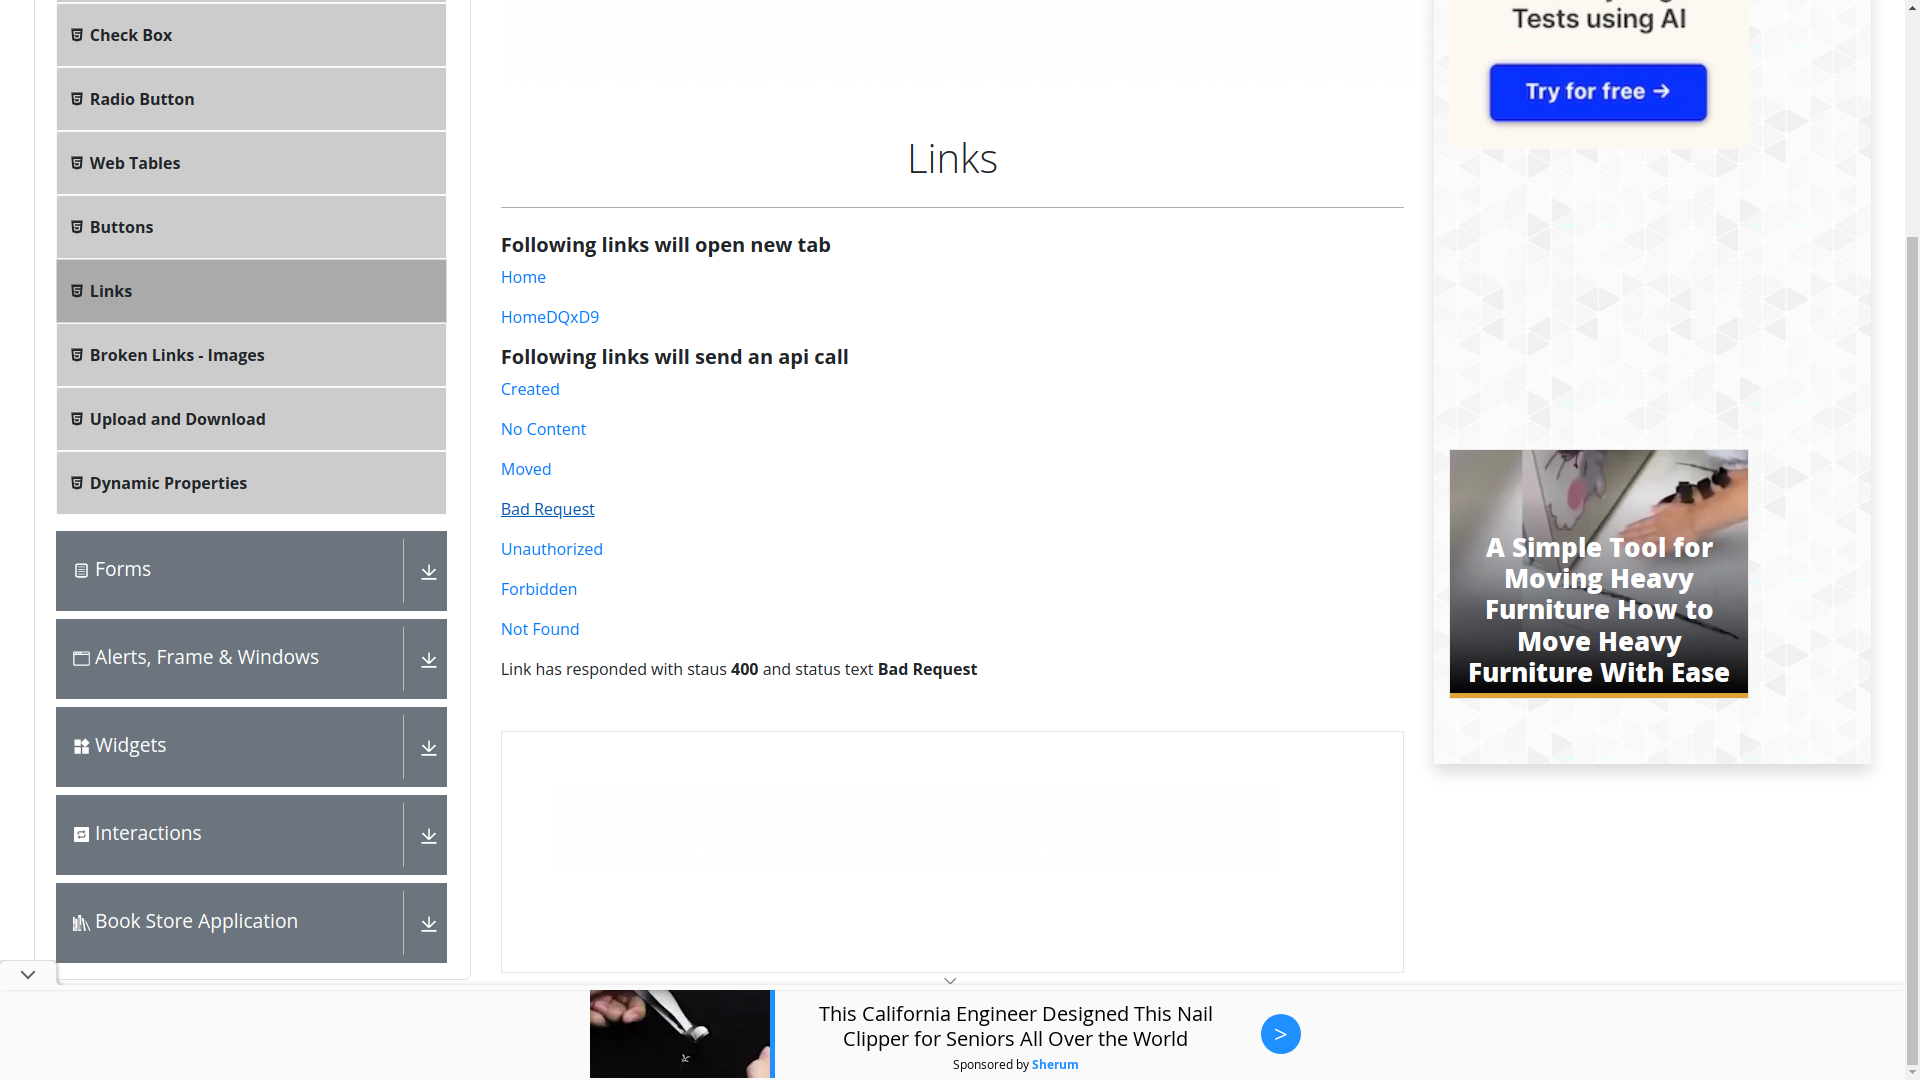 Check Box
Radio Button
Web Tables
Buttons
Links
Broken Links - Images
Upload and Download
Dynamic Properties
Forms
Alerts, Frame & Windows
Widgets
Interactions
Book Store Application
Links
Following links will open new tab
Home
HomeDQxD9
Following links will send an api call
Created
No Content
Moved
Bad Request
Unauthorized
Forbidden
Not Found
Link has responded with staus 400 and status text Bad Request
Tests using AI
Try for free →
A Simple Tool for
Moving Heavy
Furniture How to
Move Heavy
Furniture With Ease
This California Engineer Designed This Nail
Clipper for Seniors All Over the World
Sponsored by Sherum
>